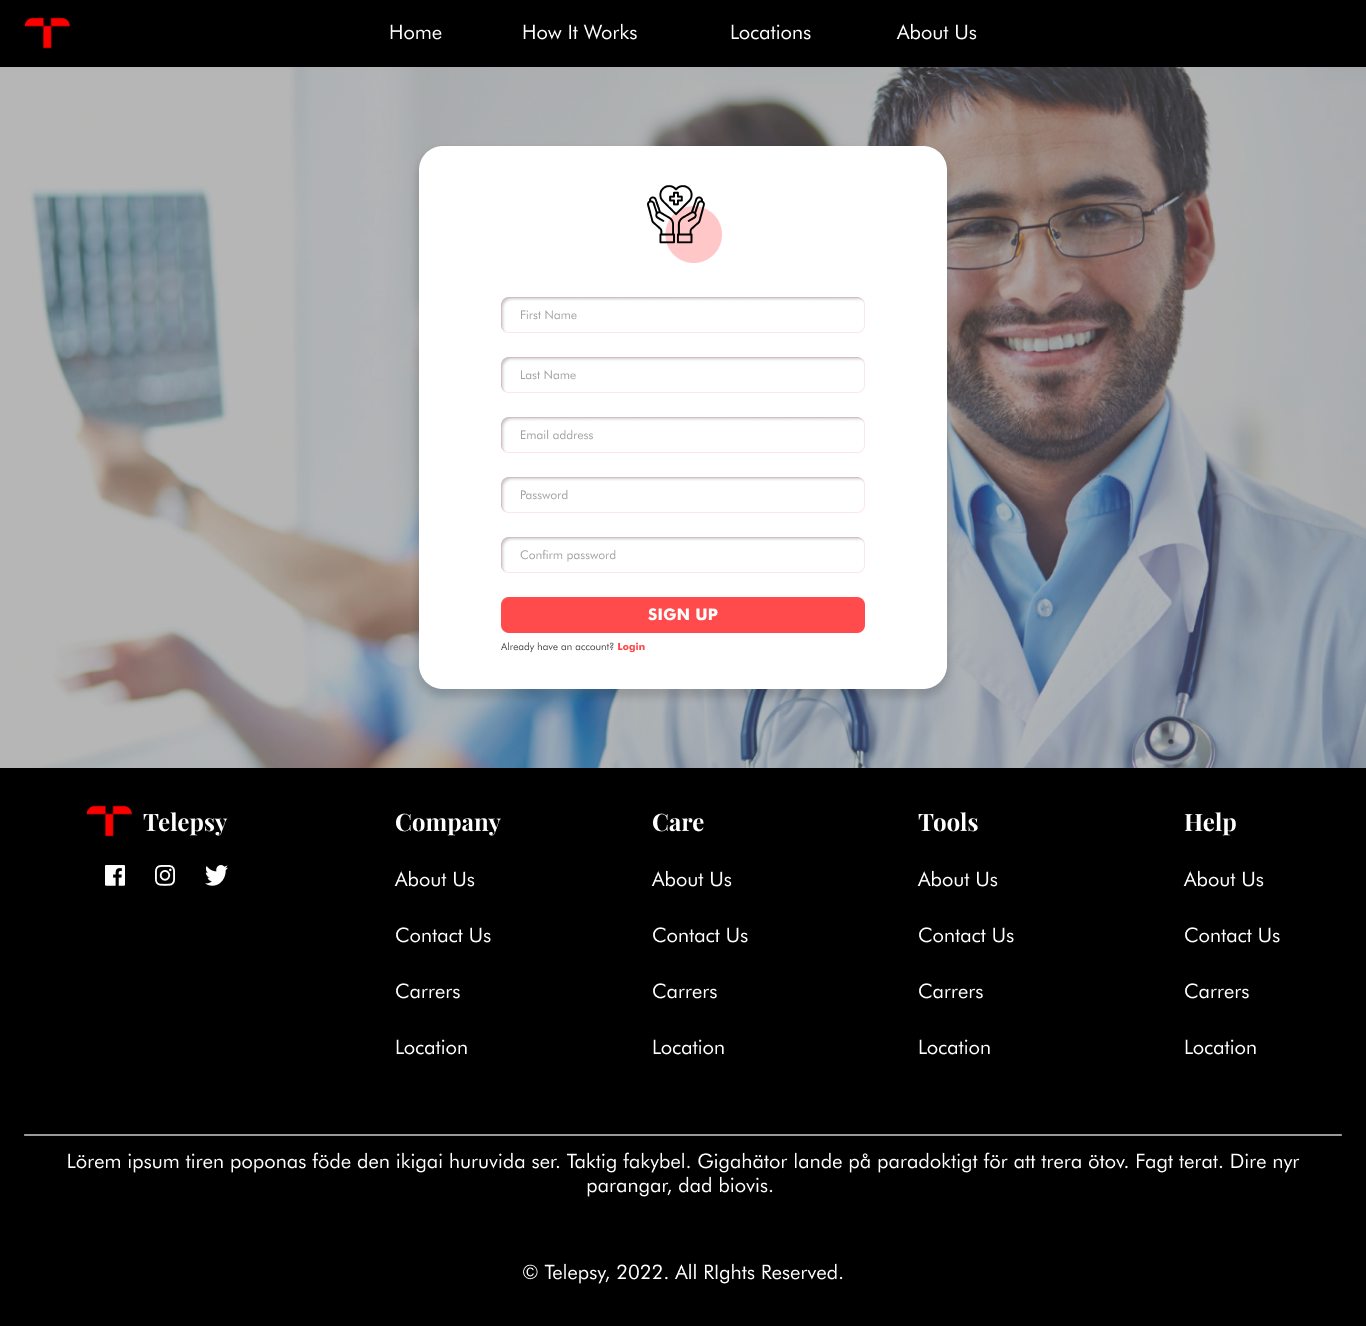 Home How It Works Locations About Us
First Name
Last Name
Email address
Password
Confirm password
SIGN UP
Already have an account? Login
Telepsy
Company
About Us
Contact Us
Carrers
Location
Care
About Us
Contact Us
Carrers
Location
Tools
About Us
Contact Us
Carrers
Location
Help
About Us
Contact Us
Carrers
Location
Lörem ipsum tiren poponas föde den ikigai huruvida ser. Taktig fakybel. Gigahätor lande på paradoktigt för att trera ötov. Fagt terat. Dire nyr
parangar, dad biovis.
© Telepsy, 2022. All RIghts Reserved.